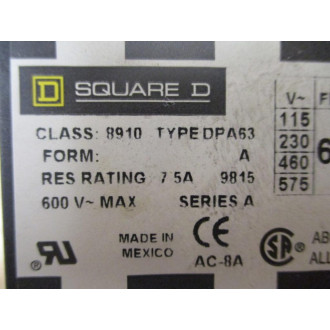 D SQUARE D
CLASS: 8910 TYPE DPA63
FORM: A
RES RATING 75A 9815
600 V~ MAX SERIES A
MADE IN
MEXICO
CE
AC-8A
V~ F
115
230
460
575
6